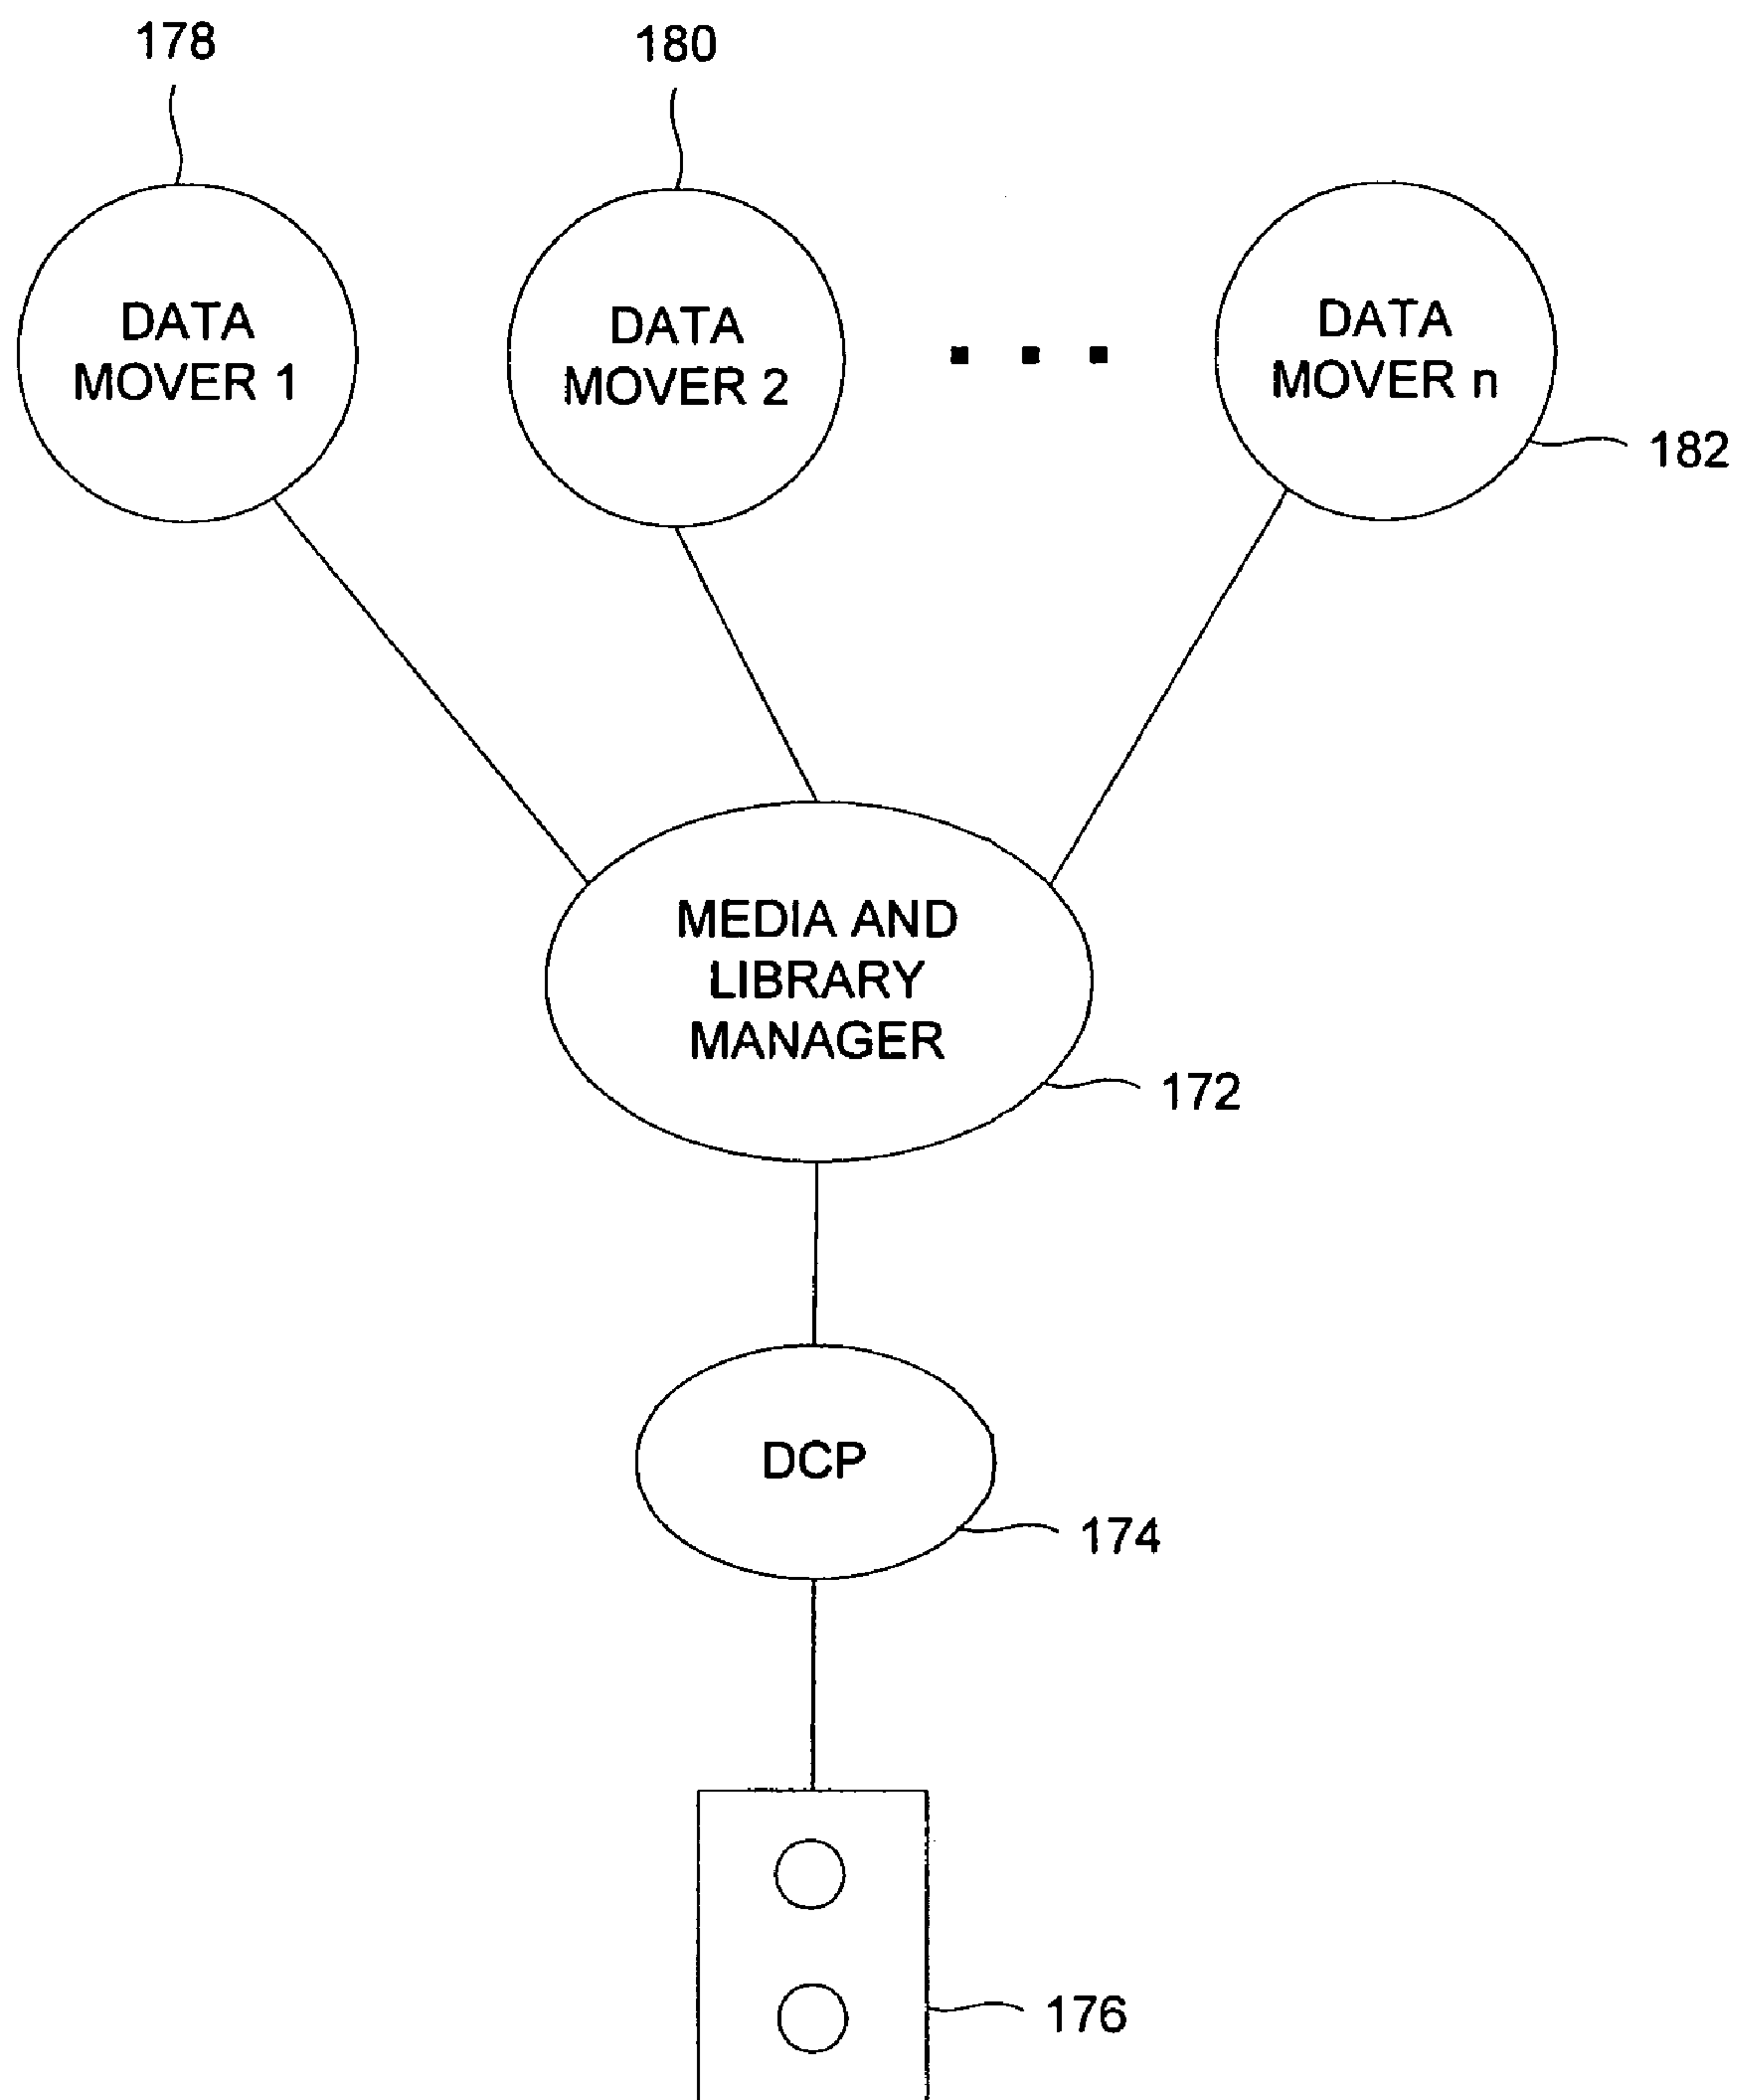 178
180
DATA
MOVER 1
DATA
MOVER 2
DATA
MOVER n
182
MEDIA AND
LIBRARY
MANAGER
172
DCP
174
176